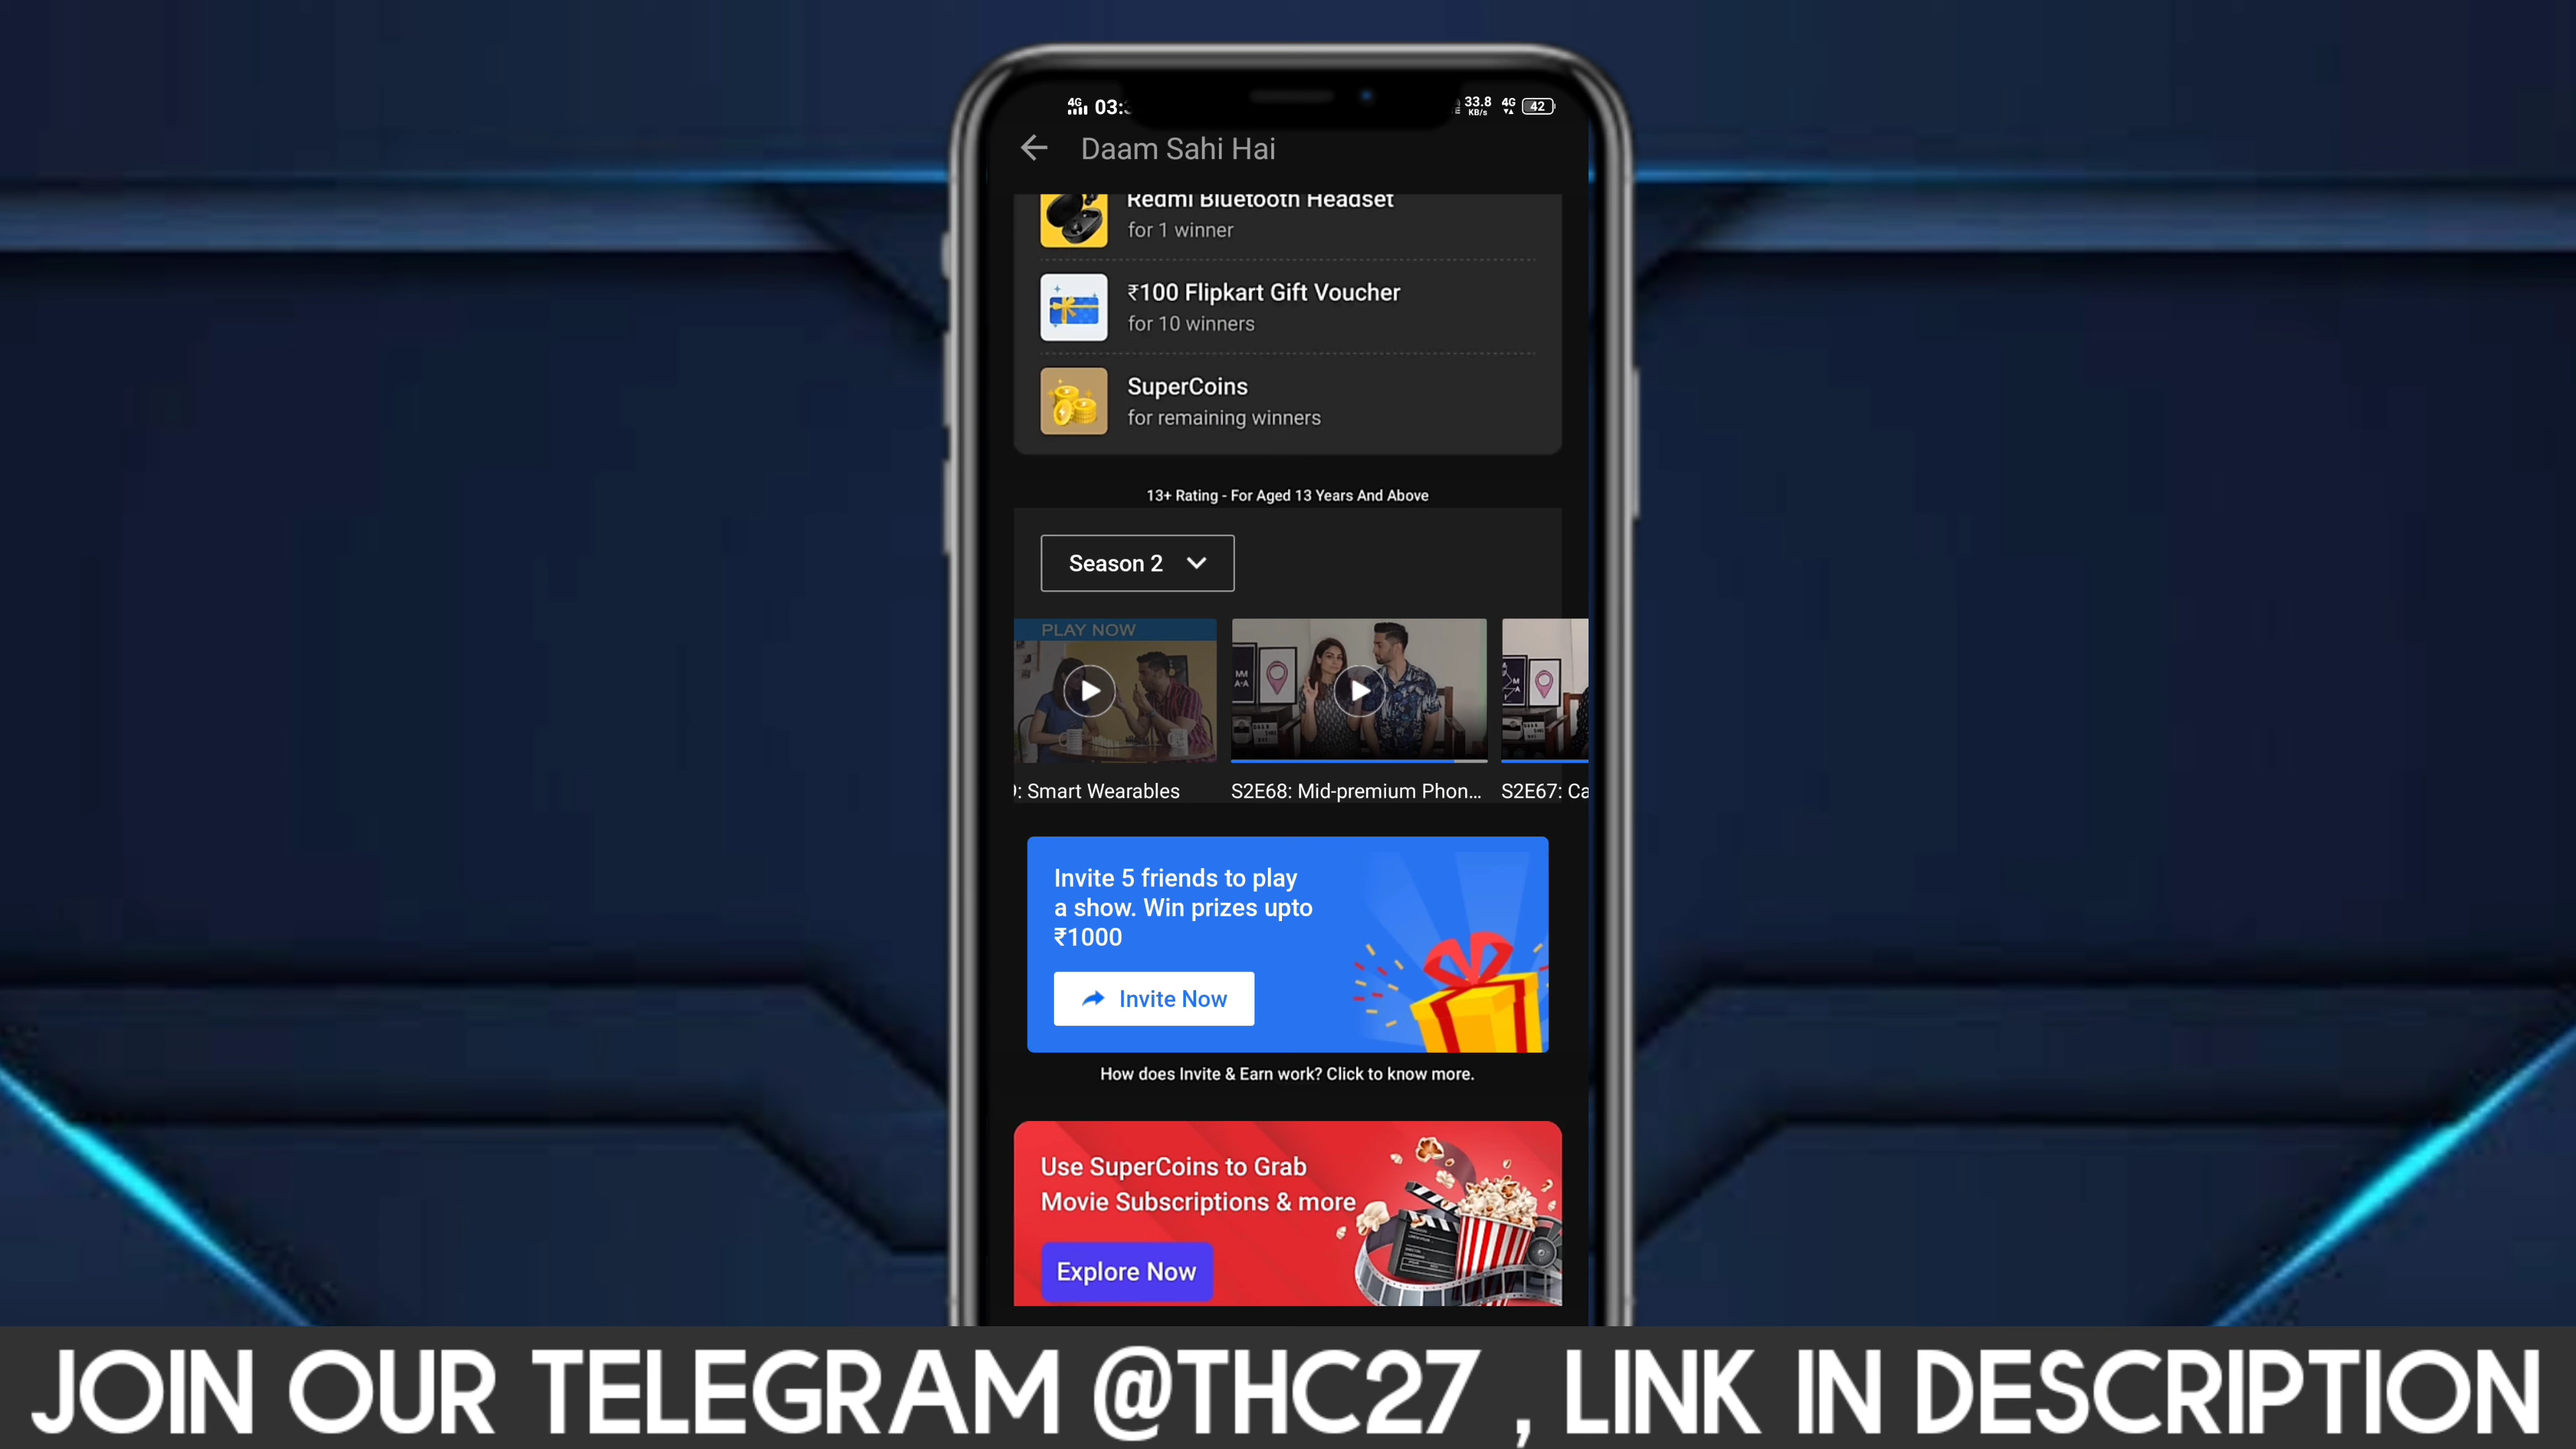 4G 03: 33.8 KB/s 4G 42
Daam Sahi Hai
Redmi Bluetooth Headset
for 1 winner
₹100 Flipkart Gift Voucher
for 10 winners
SuperCoins
for remaining winners
13+ Rating - For Aged 13 Years And Above
Season 2
PLAY NOW
: Smart Wearables
S2E68: Mid-premium Phon...
S2E67: Ca
Invite 5 friends to play
a show. Win prizes upto
₹1000
Invite Now
How does Invite & Earn work? Click to know more.
Use SuperCoins to Grab
Movie Subscriptions & more
Explore Now
JOIN OUR TELEGRAM @THC27 , LINK IN DESCRIPTION